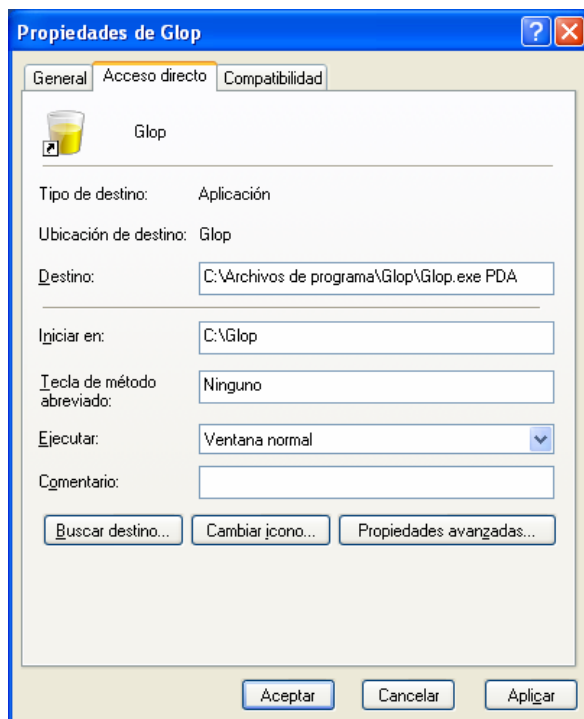 Propiedades de Glop
General Acceso directo Compatibilidad
Glop
Tipo de destino: Aplicación
Ubicación de destino: Glop
Destino: C:\Archivos de programa\Glop\Glop.exe PDA
Iniciar en: C:\Glop
Tecla de método abreviado: Ninguno
Ejecutar: Ventana normal
Comentario:
Buscar destino... Cambiar icono... Propiedades avanzadas...
Aceptar Cancelar Aplicar